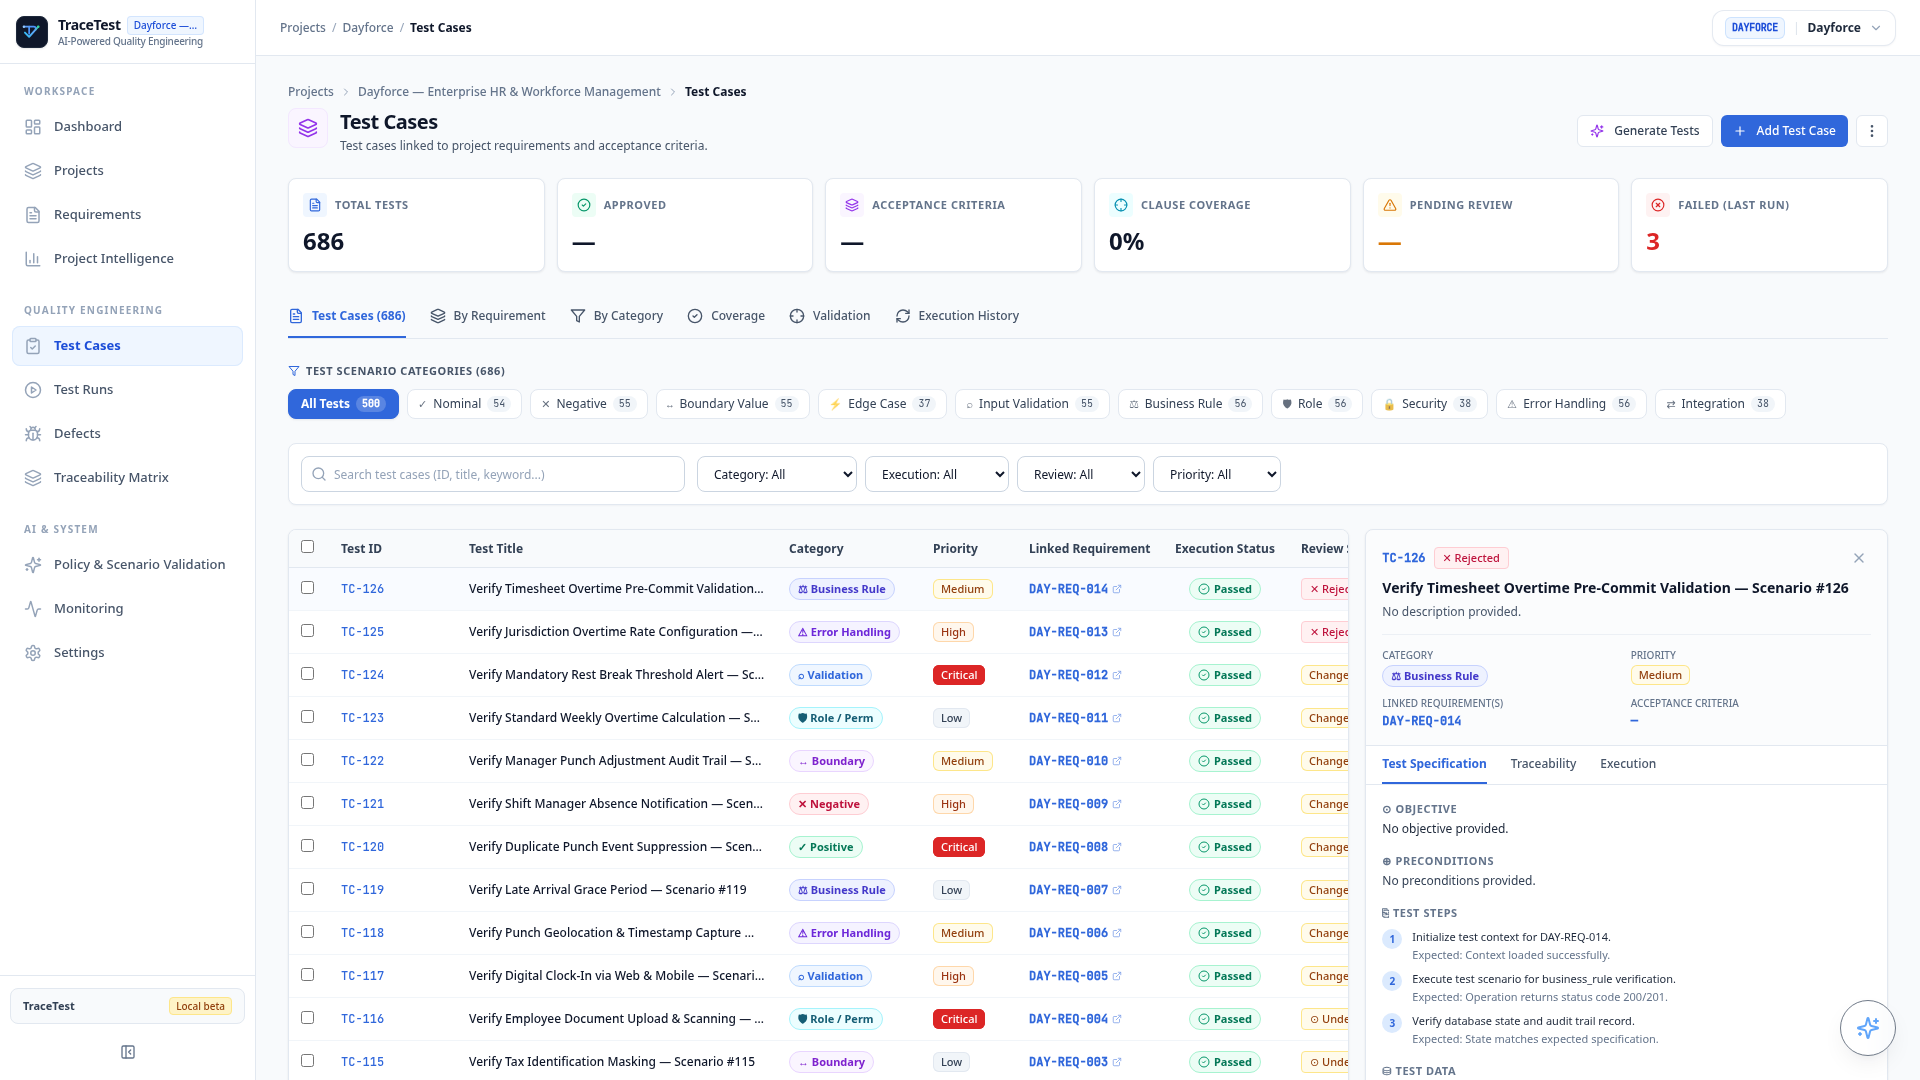 TraceTest Dayforce —...
AI-Powered Quality Engineering
WORKSPACE
Dashboard
Projects
Requirements
Project Intelligence
QUALITY ENGINEERING
Test Cases
Test Runs
Defects
Traceability Matrix
AI & SYSTEM
Policy & Scenario Validation
Monitoring
Settings
TraceTest Local beta
Projects / Dayforce / Test Cases
DAYFORCE Dayforce
Projects > Dayforce — Enterprise HR & Workforce Management > Test Cases
Test Cases
Test cases linked to project requirements and acceptance criteria.
Generate Tests + Add Test Case
TOTAL TESTS
686
APPROVED
—
ACCEPTANCE CRITERIA
—
CLAUSE COVERAGE
0%
PENDING REVIEW
—
FAILED (LAST RUN)
3
Test Cases (686) By Requirement By Category Coverage Validation Execution History
TEST SCENARIO CATEGORIES (686)
All Tests 500 ✓ Nominal 54 ✕ Negative 55 ↔ Boundary Value 55 ⚡ Edge Case 37 ⌕ Input Validation 55 ⚖ Business Rule 56 Role 56 🔒 Security 38 ⚠ Error Handling 56 ⇄ Integration 38
Search test cases (ID, title, keyword...) Category: All Execution: All Review: All Priority: All
Test ID Test Title Category Priority Linked Requirement Execution Status Review S
TC-126 Verify Timesheet Overtime Pre-Commit Validation... ⚖ Business Rule Medium DAY-REQ-014 Passed ✕ Rejec
TC-125 Verify Jurisdiction Overtime Rate Configuration —... ⚠ Error Handling High DAY-REQ-013 Passed ✕ Rejec
TC-124 Verify Mandatory Rest Break Threshold Alert — Sc... ⌕ Validation Critical DAY-REQ-012 Passed Change
TC-123 Verify Standard Weekly Overtime Calculation — S... Role / Perm Low DAY-REQ-011 Passed Change
TC-122 Verify Manager Punch Adjustment Audit Trail — S... ↔ Boundary Medium DAY-REQ-010 Passed Change
TC-121 Verify Shift Manager Absence Notification — Scen... ✕ Negative High DAY-REQ-009 Passed Change
TC-120 Verify Duplicate Punch Event Suppression — Scen... ✓ Positive Critical DAY-REQ-008 Passed Change
TC-119 Verify Late Arrival Grace Period — Scenario #119 ⚖ Business Rule Low DAY-REQ-007 Passed Change
TC-118 Verify Punch Geolocation & Timestamp Capture ... ⚠ Error Handling Medium DAY-REQ-006 Passed Change
TC-117 Verify Digital Clock-In via Web & Mobile — Scenari... ⌕ Validation High DAY-REQ-005 Passed Change
TC-116 Verify Employee Document Upload & Scanning — ... Role / Perm Critical DAY-REQ-004 Passed ⊙ Unde
TC-115 Verify Tax Identification Masking — Scenario #115 ↔ Boundary Low DAY-REQ-003 Passed ⊙ Unde
TC-126 ✕ Rejected
Verify Timesheet Overtime Pre-Commit Validation — Scenario #126
No description provided.
CATEGORY PRIORITY
⚖ Business Rule Medium
LINKED REQUIREMENT(S) ACCEPTANCE CRITERIA
DAY-REQ-014 —
Test Specification Traceability Execution
⊙ OBJECTIVE
No objective provided.
⊕ PRECONDITIONS
No preconditions provided.
TEST STEPS
1 Initialize test context for DAY-REQ-014.
Expected: Context loaded successfully.
2 Execute test scenario for business_rule verification.
Expected: Operation returns status code 200/201.
3 Verify database state and audit trail record.
Expected: State matches expected specification.
TEST DATA